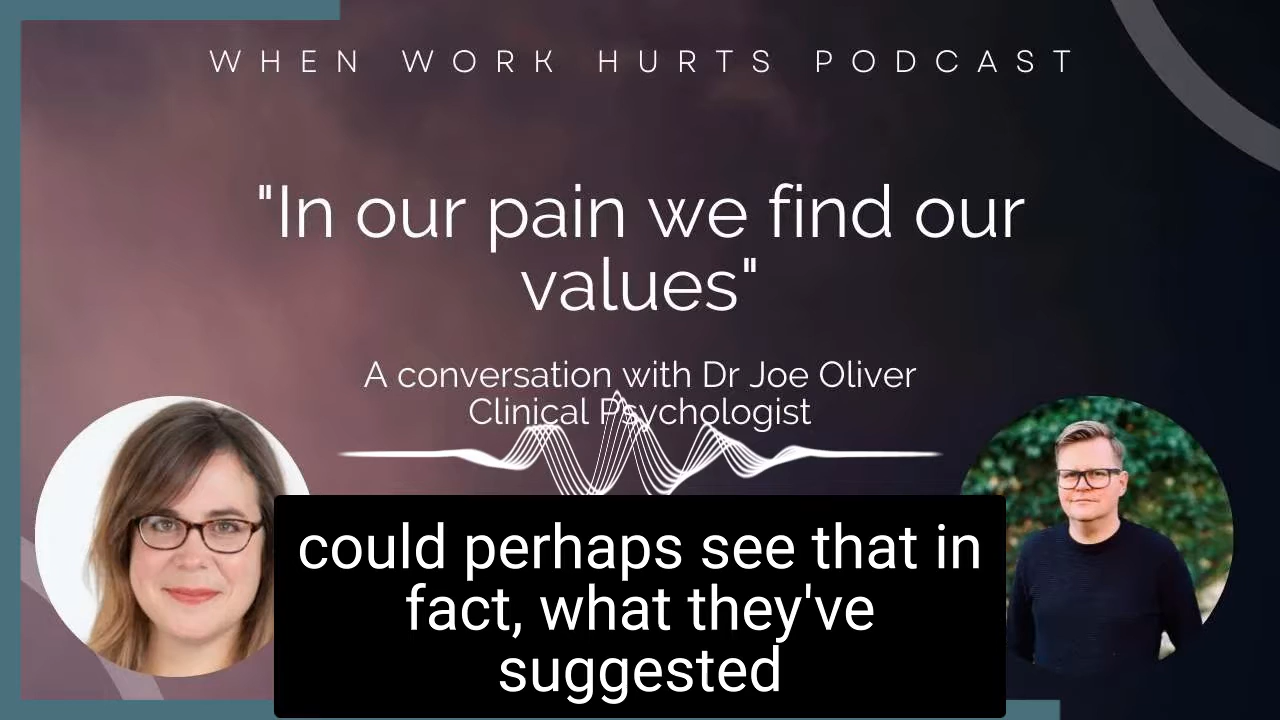 WHEN WORK HURTS PODCAST
"In our pain we find our
values"
A conversation with Dr Joe Oliver
Clinical Psychologist
could perhaps see that in
fact, what they've
suggested